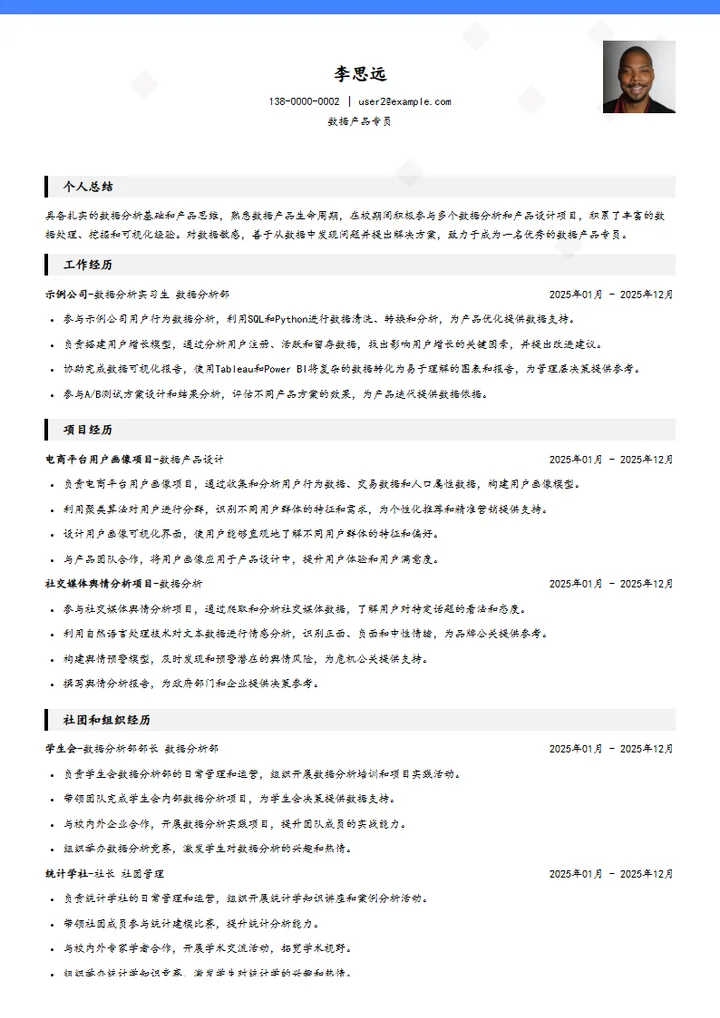 李思远
138-0000-0002 | user2@example.com
数据产品专员
个人总结
具备扎实的数据分析基础和产品思维，熟悉数据产品生命周期，在校期间积极参与多个数据分析和产品设计项目，积累了丰富的数
据处理、挖掘和可视化经验。对数据敏感，善于从数据中发现问题并提出解决方案，致力于成为一名优秀的数据产品专员。
工作经历
示例公司-数据分析实习生 数据分析部 2025年01月 - 2025年12月
• 参与示例公司用户行为数据分析，利用SQL和Python进行数据清洗、转换和分析，为产品优化提供数据支持。
• 负责搭建用户增长模型，通过分析用户注册、活跃和留存数据，找出影响用户增长的关键因素，并提出改进建议。
• 协助完成数据可视化报告，使用Tableau和Power BI将复杂的数据转化为易于理解的图表和报告，为管理层决策提供参考。
• 参与A/B测试方案设计和结果分析，评估不同产品方案的效果，为产品迭代提供数据依据。
项目经历
电商平台用户画像项目-数据产品设计 2025年01月 - 2025年12月
• 负责电商平台用户画像项目，通过收集和分析用户行为数据、交易数据和人口属性数据，构建用户画像模型。
• 利用聚类算法对用户进行分群，识别不同用户群体的特征和需求，为个性化推荐和精准营销提供支持。
• 设计用户画像可视化界面，使用户能够直观地了解不同用户群体的特征和偏好。
• 与产品团队合作，将用户画像应用于产品设计中，提升用户体验和用户满意度。
社交媒体舆情分析项目-数据分析 2025年01月 - 2025年12月
• 参与社交媒体舆情分析项目，通过爬取和分析社交媒体数据，了解用户对特定话题的看法和态度。
• 利用自然语言处理技术对文本数据进行情感分析，识别正面、负面和中性情绪，为品牌公关提供参考。
• 构建舆情预警模型，及时发现和预警潜在的舆情风险，为危机公关提供支持。
• 撰写舆情分析报告，为政府部门和企业提供决策参考。
社团和组织经历
学生会-数据分析部部长 数据分析部 2025年01月 - 2025年12月
• 负责学生会数据分析部的日常管理和运营，组织开展数据分析培训和项目实践活动。
• 带领团队完成学生会内部数据分析项目，为学生会决策提供数据支持。
• 与校内外企业合作，开展数据分析实践项目，提升团队成员的实战能力。
• 组织举办数据分析竞赛，激发学生对数据分析的兴趣和热情。
统计学社-社长 社团管理 2025年01月 - 2025年12月
• 负责统计学社的日常管理和运营，组织开展统计学知识讲座和案例分析活动。
• 带领社团成员参与统计建模比赛，提升统计分析能力。
• 与校内外专家学者合作，开展学术交流活动，拓宽学术视野。
• 组织举办统计学知识竞赛，激发学生对统计学的兴趣和热情。